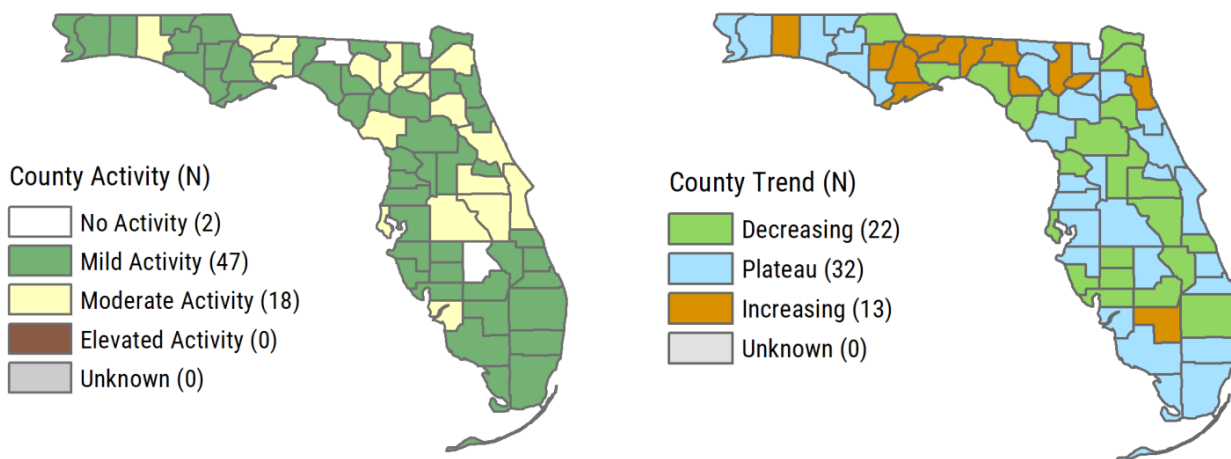 County Activity (N)
No Activity (2)
Mild Activity (47)
Moderate Activity (18)
Elevated Activity (0)
Unknown (0)
County Trend (N)
Decreasing (22)
Plateau (32)
Increasing (13)
Unknown (0)